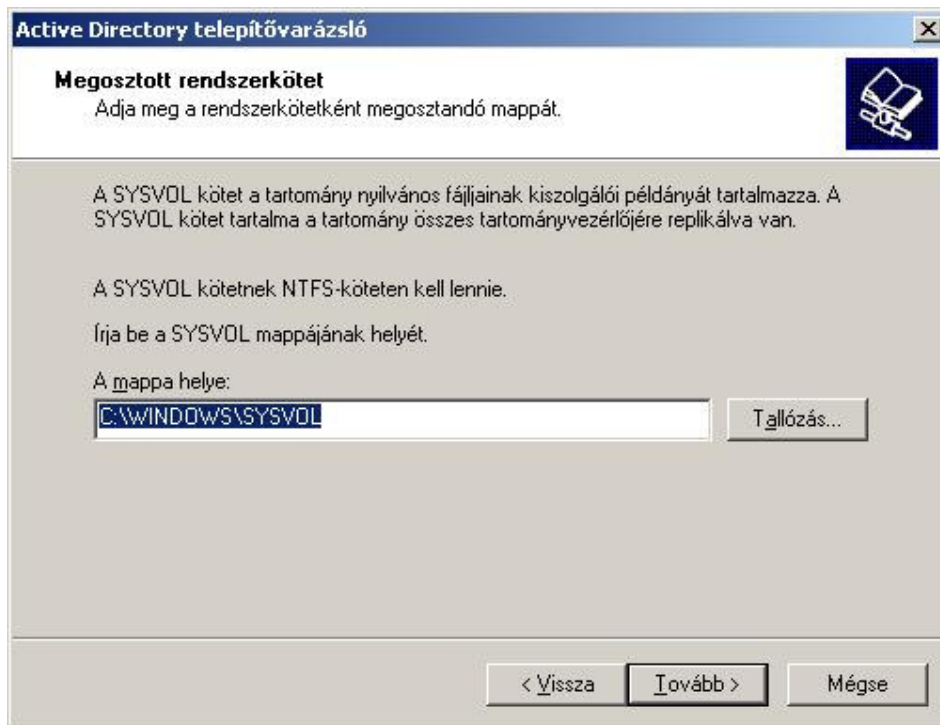 Active Directory telepítővarázsló
Megosztott rendszerkötet
Adja meg a rendszerkötetként megosztandó mappát.
A SYSVOL kötet a tartomány nyilvános fájljainak kiszolgálói példányát tartalmazza. A
SYSVOL kötet tartalma a tartomány összes tartományvezérlőjére replikálva van.
A SYSVOL kötetnek NTFS-köteten kell lennie.
Írja be a SYSVOL mappájának helyét.
A mappa helye:
C:\WINDOWS\SYSVOL
Tallózás...
< Vissza
Tovább >
Mégse